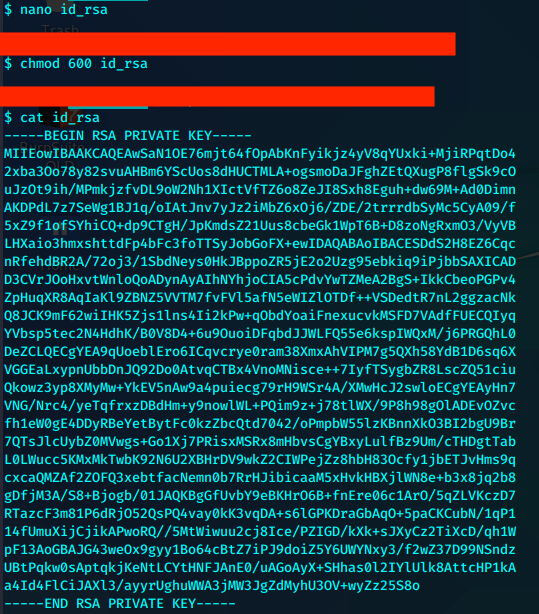 $ nano id_rsa
Trash
$ chmod 600 id_rsa
$ cat id_rsa
-----BEGIN RSA PRIVATE KEY-----
MIIEowIBAAKCAQEAwSaN1OE76mjt64fOpAbKnFyikjz4yV8qYUxki+MjiRPqtDo4
2xba3Oo78y82svuAHBm6YScUos8dHUCTMLA+ogsmoDaJFghZEtQXugP8flgSk9cO
uJzOt9ih/MPmkjzfvDL9oW2Nh1XIctVfTZ6o8ZeJI8Sxh8Eguh+dw69M+Ad0Dimn
AKDPdL7z7SeWg1BJ1q/oIAtJnv7yJz2iMbZ6xOj6/ZDE/2trrrdbSyMc5CyA09/f
5xZ9f1ofSYhiCQ+dp9CTgH/JpKmdsZ21Uus8cbeGk1WpT6B+D8zoNgRxmO3/VyVB
LHXaio3hmxshttdFp4bFc3foTTSyJobGoFX+ewIDAQABAoIBACESDdS2H8EZ6Cqc
nRfehdBR2A/72oj3/1SbdNeys0HkJBppoZR5jE2o2Uzg95ebkiq9iPjbbSAXICAD
D3CVrJOoHxvtWnloQoADynAyAIhNYhjoCIA5cPdvYwTZMeA2BgS+IkkCbeoPGPv4
ZpHuqXR8AqIaKl9ZBNZ5VVTM7fvFVl5afN5eWIZlOTDf++VSDedtR7nL2ggzacNk
Q8JCK9mF62wiIHK5Zjs1lns4Ii2kPw+qObdYoaiFnexucvkMSFD7VAdfFUECQIyq
YVbsp5tec2N4HdhK/B0V8D4+6u9OuoiDFqbdJJWLFQ55e6kspIWQxM/j6PRGQhL0
DeZCLQECgYEA9qUoeblEro6ICqvcrye0ram38XmxAhVIPM7g5QXh58YdB1D6sq6X
VGGEaLxypnUbbDnJQ92Do0AtvqCTBx4VnoMNisce++7IyfTSygbZR8LscZQ51ciu
Qkowz3yp8XMyMw+YkEV5nAw9a4puiecg79rH9WSr4A/XMwHcJ2swloECgYEAyHn7
VNG/Nrc4/yeTqfrxzDBdHm+y9nowlWL+PQim9z+j78tlWX/9P8h98gOlADEvOZvc
fh1eW0gE4DDyRBeYetBytFc0kzZbcQtd7042/oPmpbW55lzKBnnXkO3BI2bgU9Br
7QTsJlcUybZ0MVwgs+Go1Xj7PRisxMSRx8mHbvsCgYBxyLulfBz9Um/cTHDgtTab
L0LWucc5KMxMkTwbK92N6U2XBHrDV9wkZ2CIWPejZz8hbH83Ocfy1jbETJvHms9q
cxcaQMZAf2ZOFQ3xebtfacNemn0b7RrHJibicaaM5xHvkHBXjlWN8e+b3x8jq2b8
gDfjM3A/S8+Bjogb/01JAQKBgGfUvbY9eBKHrO6B+fnEre06c1ArO/5qZLVKczD7
RTazcF3m81P6dRjO52QsPQ4vay0kK3vqDA+s6lGPKDraGbAqO+5paCKCubN/1qP1
14fUmuXijCjikAPwoRQ//5MtWiwuu2cj8Ice/PZIGD/kXk+sJXyCz2TiXcD/qh1W
pF13AoGBAJG43weOx9gyy1Bo64cBtZ7iPJ9doiZ5Y6UWYNxy3/f2wZ37D99NSndz
UBtPqkw0sAptqkjKeNtLCYtHNFJAnE0/uAGoAyX+SHhas0l2IYlUlk8AttcHP1kA
a4Id4FlCiJAXl3/ayyrUghuWWA3jMW3JgZdMyhU3OV+wyZz25S8o
-----END RSA PRIVATE KEY-----